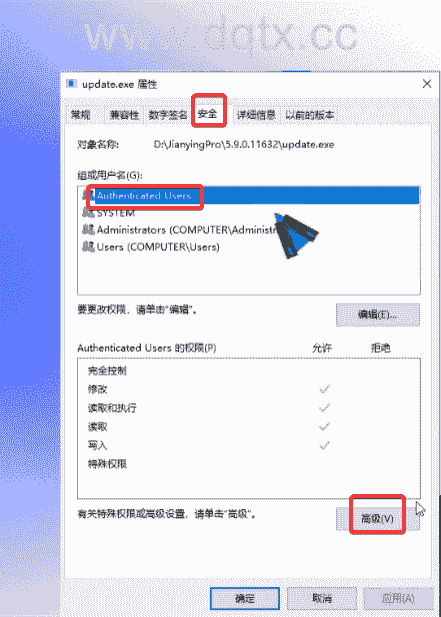 www.dqtx.cc
update.exe 属性
常规 兼容性 数字签名 安全 详细信息 以前的版本
对象名称: D:\JianyingPro\5.9.0.11632\update.exe
组或用户名(G):
Authenticated Users
SYSTEM
Administrators (COMPUTER\Administr
Users (COMPUTER\Users)
要更改权限，请单击"编辑"。
编辑(E)...
Authenticated Users 的权限(P) 允许 拒绝
完全控制
修改
读取和执行
读取
写入
特殊权限
有关特殊权限或高级设置，请单击"高级"。
高级(V)
确定 取消 应用(A)